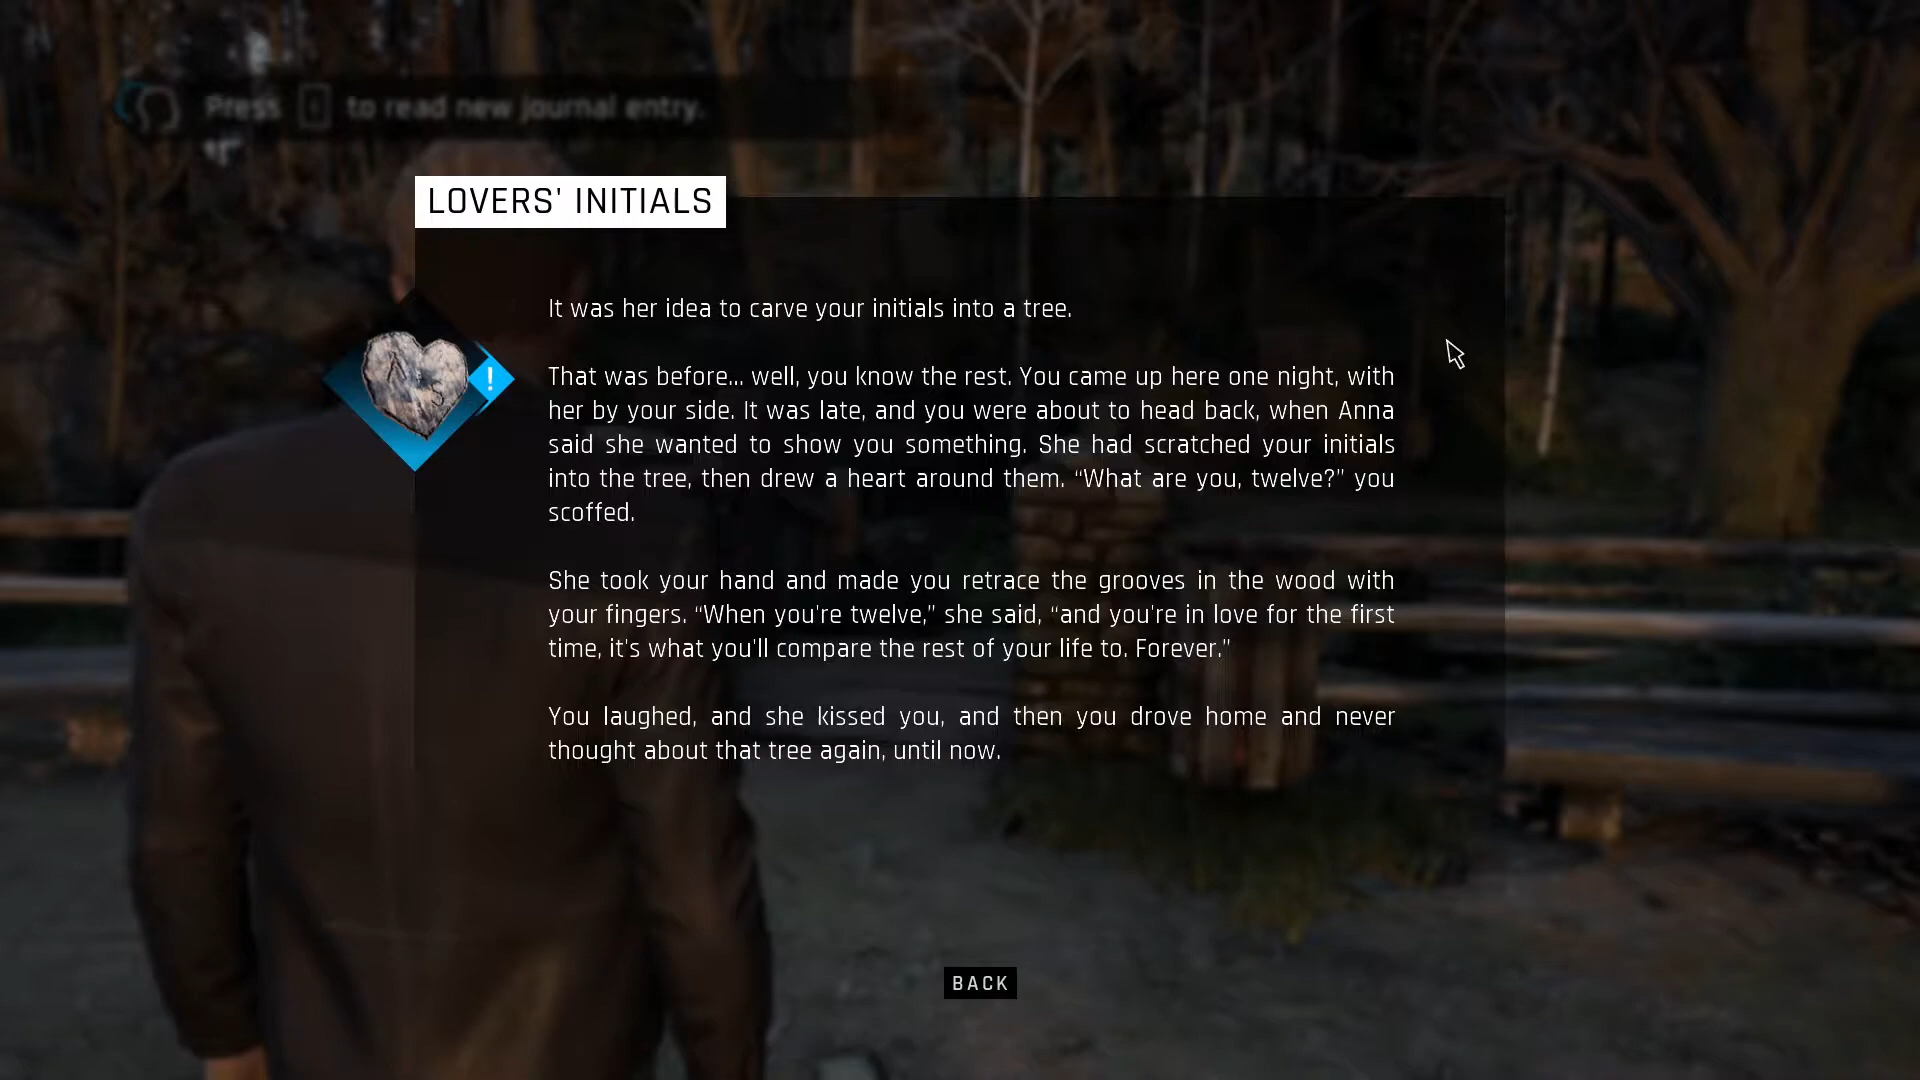 Press to read new journal entry.
LOVERS' INITIALS
It was her idea to carve your initials into a tree.
That was before... well, you know the rest. You came up here one night, with
her by your side. It was late, and you were about to head back, when Anna
said she wanted to show you something. She had scratched your initials
into the tree, then drew a heart around them. “What are you, twelve?” you
scoffed.
She took your hand and made you retrace the grooves in the wood with
your fingers. “When you're twelve,” she said, “and you're in love for the first
time, it's what you'll compare the rest of your life to. Forever.”
You laughed, and she kissed you, and then you drove home and never
thought about that tree again, until now.
!
BACK